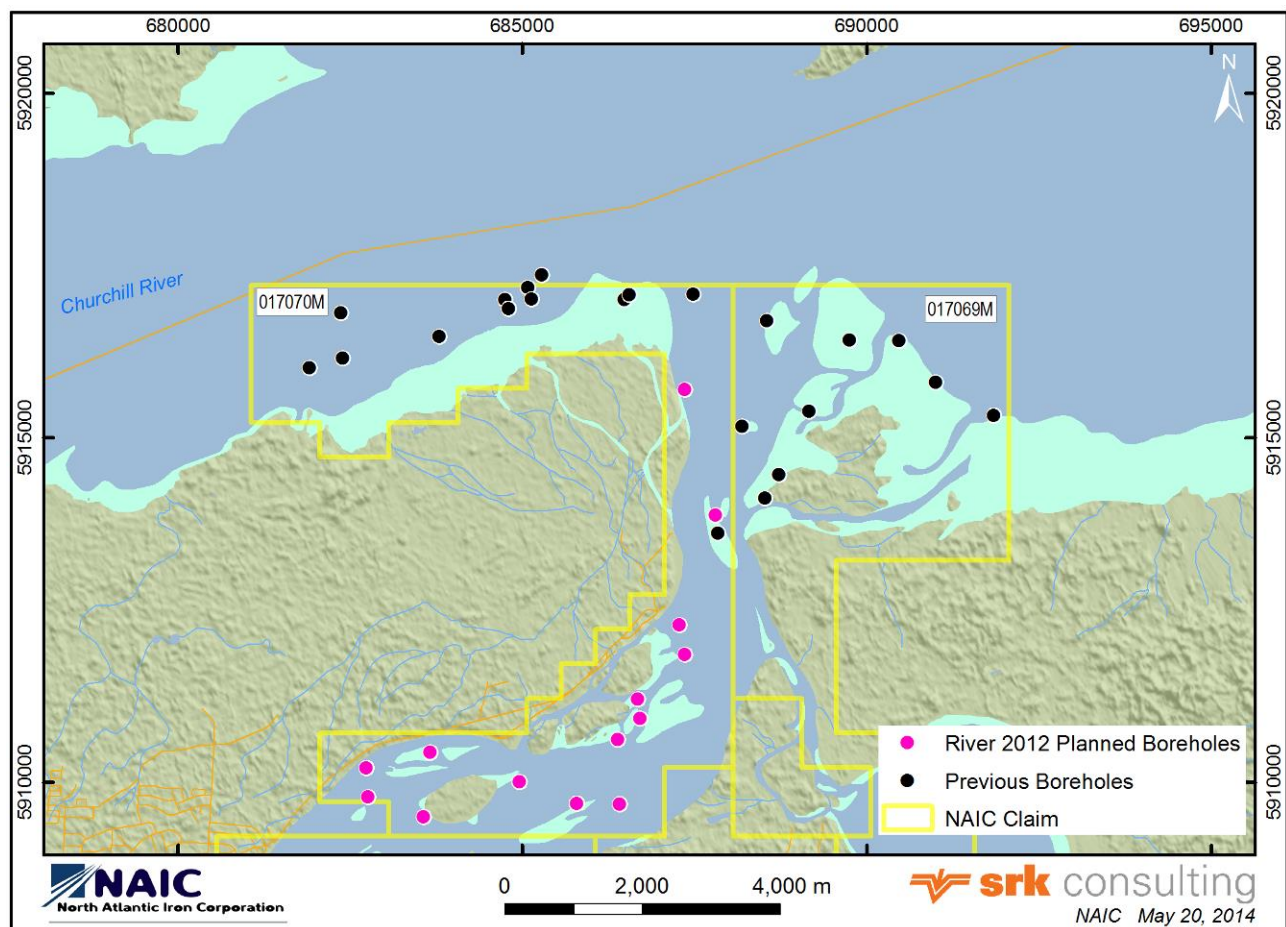 680000
685000
690000
695000
5920000
5920000
N
Churchill River
017070M
017069M
5915000
5915000
River 2012 Planned Boreholes
Previous Boreholes
NAIC Claim
5910000
5910000
NAIC
North Atlantic Iron Corporation
0 2,000 4,000 m
srk consulting
NAIC May 20, 2014